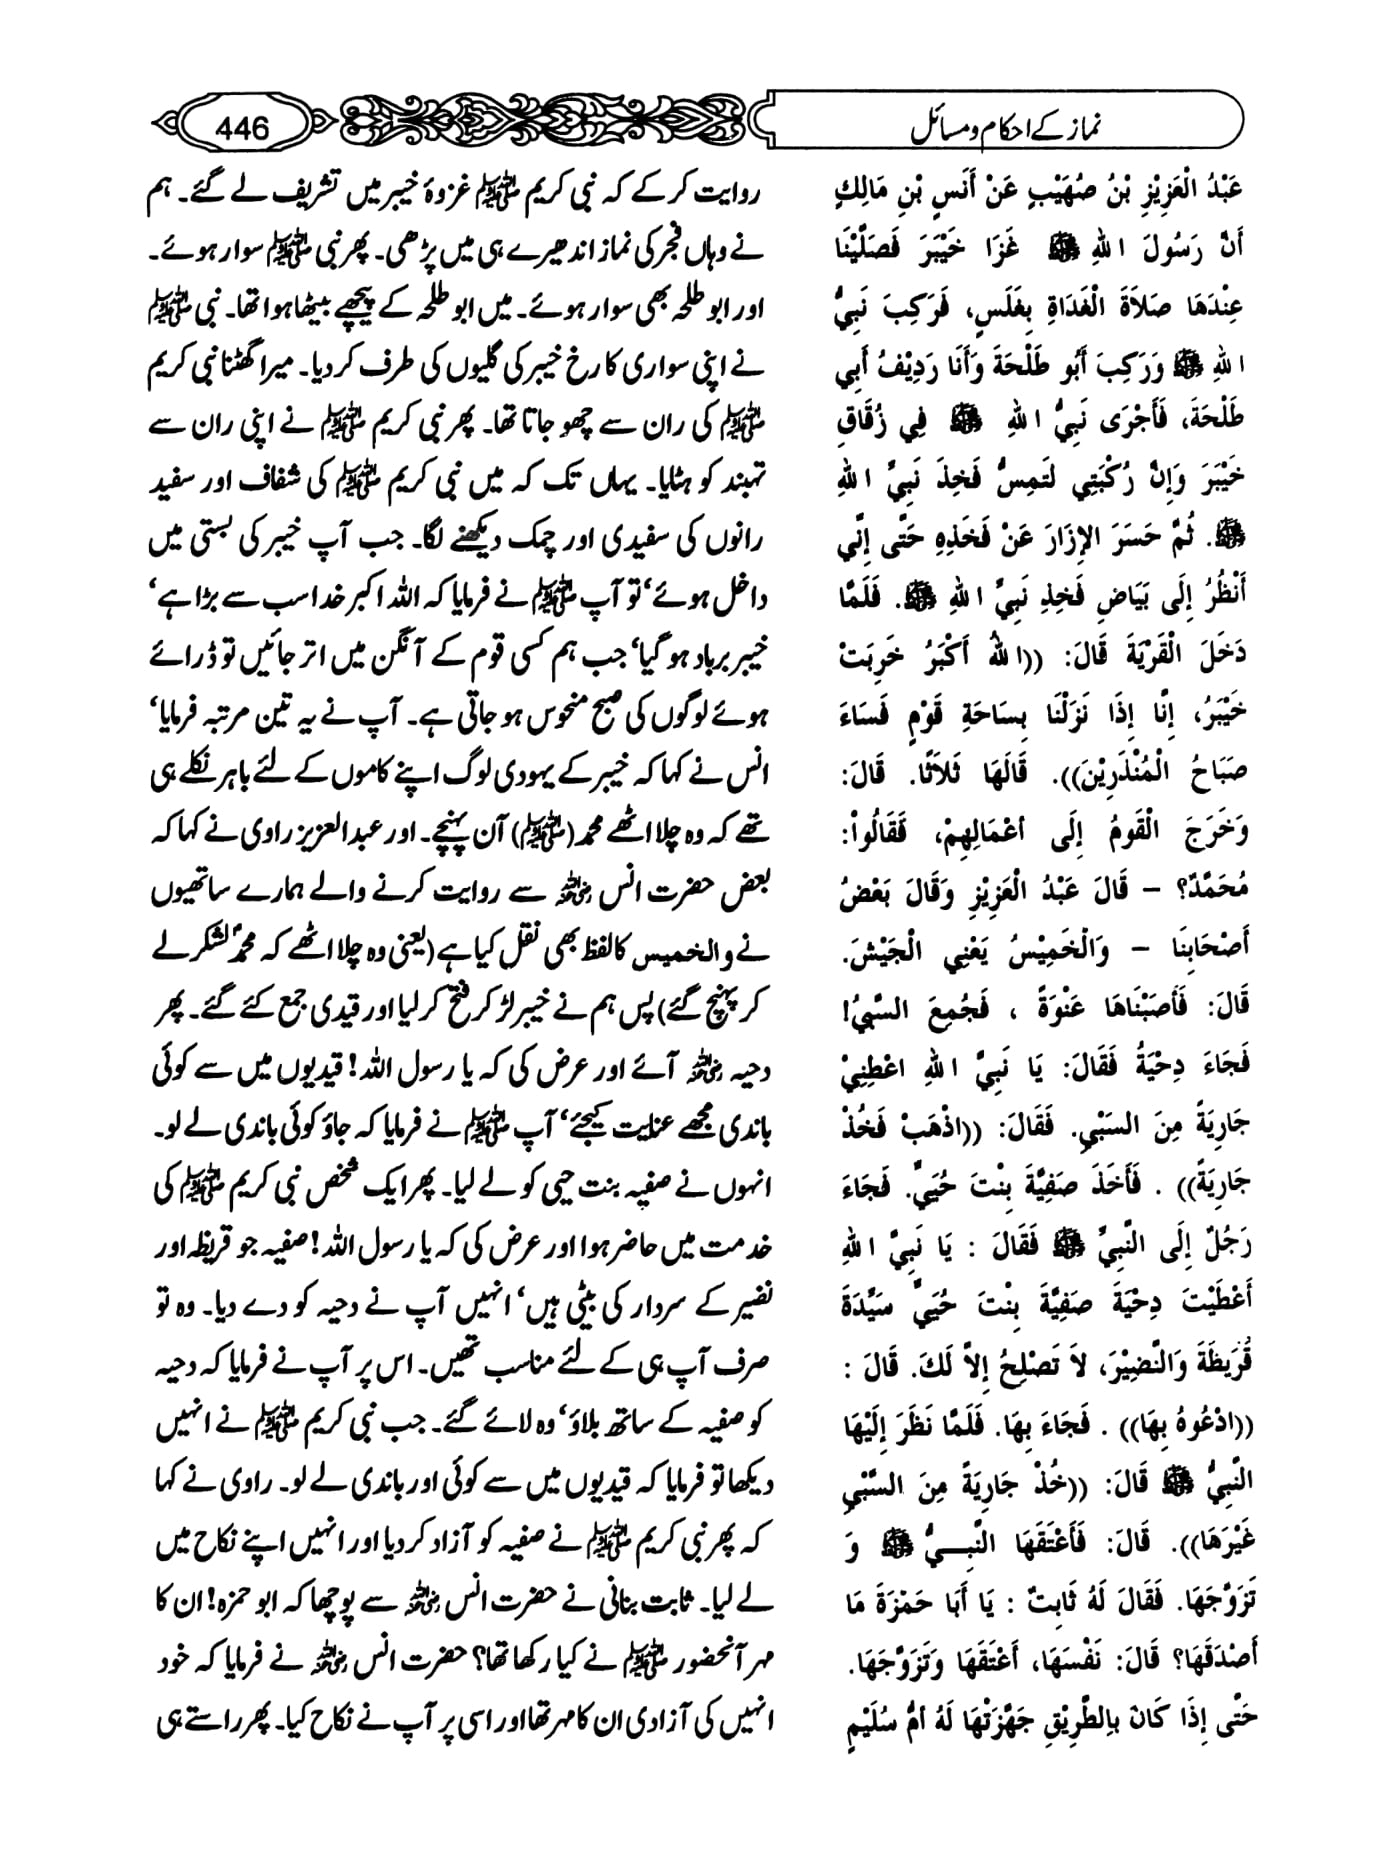 نماز کے احکام و مسائل
446
عَبْدُ الْعَزِيْزِ بْنُ صُهَيْبٍ عَنْ أَنَسِ بْنِ مَالِكٍ
أَنَّ رَسُولَ اللهِ ﷺ غَزَا خَيْبَرَ فَصَلَّيْنَا
عِنْدَهَا صَلاَةَ الْغَدَاةِ بِغَلَسٍ، فَرَكِبَ نَبِيُّ
اللهِ ﷺ وَرَكِبَ أَبُو طَلْحَةَ وَأَنَا رَدِيْفُ أَبِي
طَلْحَةَ، فَأَجْرَى نَبِيُّ اللهِ ﷺ فِي زُقَاقِ
خَيْبَرَ وَإِنَّ رُكْبَتِي لَتَمِسُّ فَخِذَ نَبِيِّ اللهِ
ﷺ. ثُمَّ حَسَرَ الإِزَارَ عَنْ فَخَذِهِ حَتَّى إِنِّي
أَنْظُرُ إِلَى بَيَاضِ فَخِذِ نَبِيِّ اللهِ ﷺ. فَلَمَّا
دَخَلَ الْقَرْيَةَ قَالَ: ((اللهُ أَكْبَرُ خَرِبَتْ
خَيْبَرُ، إِنَّا إِذَا نَزَلْنَا بِسَاحَةِ قَوْمٍ فَسَاءَ
صَبَاحُ الْمُنْذَرِيْنَ)). قَالَهَا ثَلاَثًا. قَالَ:
وَخَرَجَ الْقَومُ إِلَى أعْمَالِهِمْ، فَقَالُواْ:
مُحَمَّدٌ؟ – قَالَ عَبْدُ الْعَزِيْزِ وَقَالَ بَعْضُ
أَصْحَابِنَا – وَالْخَمِيْسُ يَعْنِي الْجَيْشَ.
قَالَ: فَأَصَبْنَاهَا عَنْوَةً ، فَجُمِعَ السَّبْيُ!
فَجَاءَ دِحْيَةُ فَقَالَ: يَا نَبِيَّ اللهِ اعْطِنِيْ
جَارِيَةً مِنَ السَبْيِ. فَقَالَ: ((اذْهَبْ فَخُذْ
جَارِيَةً)) . فَأَخَذَ صَفِيَّةَ بِنْتَ حُيَيٍّ. فَجَاءَ
رَجُلٌ إِلَى النَّبِيِّ ﷺ فَقَالَ : يَا نَبِيَّ اللهِ
أَعْطَيْتَ دِحْيَةَ صَفِيَّةَ بِنْتَ حُيَيٍّ سَيِّدَةَ
قُرَيظَةَ وَالنَّضِيْرَ، لاَ تَصْلِحُ إِلاَّ لَكَ. قَالَ :
((ادْعُوهُ بِهَا)) . فَجَاءَ بِهَا. فَلَمَّا نَظَرَ إِلَيْهَا
النَّبِيُّ ﷺ قَالَ: ((خُذْ جَارِيَةً مِنَ السَّبْيِ
غَيْرَهَا)). قَالَ: فَأَعْتَقَهَا النَّبِيُّ ﷺ وَ
تَزَوَّجَهَا. فَقَالَ لَهُ ثَابِتٌ : يَا أَبَا حَمْزَةَ مَا
أَصْدَقَهَا؟ قَالَ: نَفْسَهَا، أَعْتَقَهَا وَتَزَوَّجَهَا.
حَتَّى إِذَا كَانَ بِالطَّرِيْقِ جَهَّزَتْهَا لَهُ أمُّ سُلَيْمٍ
روایت کر کے کہ نبی کریم ﷺ غزوۂ خیبر میں تشریف لے گئے۔ ہم
نے وہاں فجر کی نماز اندھیرے ہی میں پڑھی۔ پھر نبی ﷺ سوار ہوئے۔
اور ابو طلحہ بھی سوار ہوئے۔ میں ابو طلحہ کے پیچھے بیٹھا ہوا تھا۔ نبی ﷺ
نے اپنی سواری کا رخ خیبر کی گلیوں کی طرف کر دیا۔ میرا گھٹنا نبی کریم
ﷺ کی ران سے چھو جاتا تھا۔ پھر نبی کریم ﷺ نے اپنی ران سے
تہبند کو ہٹایا۔ یہاں تک کہ میں نبی کریم ﷺ کی شفاف اور سفید
رانوں کی سفیدی اور چمک دیکھنے لگا۔ جب آپ خیبر کی بستی میں
داخل ہوئے‘ تو آپ ﷺ نے فرمایا کہ اللہ اکبر خدا سب سے بڑا ہے‘
خیبر برباد ہو گیا‘ جب ہم کسی قوم کے آنگن میں اتر جائیں تو ڈرائے
ہوئے لوگوں کی صبح منحوس ہو جاتی ہے۔ آپ نے یہ تین مرتبہ فرمایا‘
انس نے کہا کہ خیبر کے یہودی لوگ اپنے کاموں کے لئے باہر نکلے ہی
تھے کہ وہ چلا اٹھے محمد (ﷺ) آن پہنچے۔ اور عبدالعزیز راوی نے کہا کہ
بعض حضرت انس رضی اللہ عنہ سے روایت کرنے والے ہمارے ساتھیوں
نے والخمیس کا لفظ بھی نقل کیا ہے (یعنی وہ چلا اٹھے کہ محمدؐ لشکر لے
کر پہنچ گئے) پس ہم نے خیبر لڑ کر فتح کر لیا اور قیدی جمع کئے گئے۔ پھر
دحیہ رضی اللہ عنہ آئے اور عرض کی کہ یا رسول اللہ! قیدیوں میں سے کوئی
باندی مجھے عنایت کیجئے‘ آپ ﷺ نے فرمایا کہ جاؤ کوئی باندی لے لو۔
انہوں نے صفیہ بنت حیی کو لے لیا۔ پھر ایک شخص نبی کریم ﷺ کی
خدمت میں حاضر ہوا اور عرض کی کہ یا رسول اللہ! صفیہ جو قریظہ اور
نضیر کے سردار کی بیٹی ہیں‘ انہیں آپ نے دحیہ کو دے دیا۔ وہ تو
صرف آپ ہی کے لئے مناسب تھیں۔ اس پر آپ نے فرمایا کہ دحیہ
کو صفیہ کے ساتھ بلاؤ‘ وہ لائے گئے۔ جب نبی کریم ﷺ نے انہیں
دیکھا تو فرمایا کہ قیدیوں میں سے کوئی اور باندی لے لو۔ راوی نے کہا
کہ پھر نبی کریم ﷺ نے صفیہ کو آزاد کر دیا اور انہیں اپنے نکاح میں
لے لیا۔ ثابت بنانی نے حضرت انس رضی اللہ عنہ سے پوچھا کہ ابو حمزہ! ان کا
مہر آنحضور ﷺ نے کیا رکھا تھا؟ حضرت انس رضی اللہ عنہ نے فرمایا کہ خود
انہیں کی آزادی ان کا مہر تھا اور اسی پر آپ نے نکاح کیا۔ پھر راستے ہی